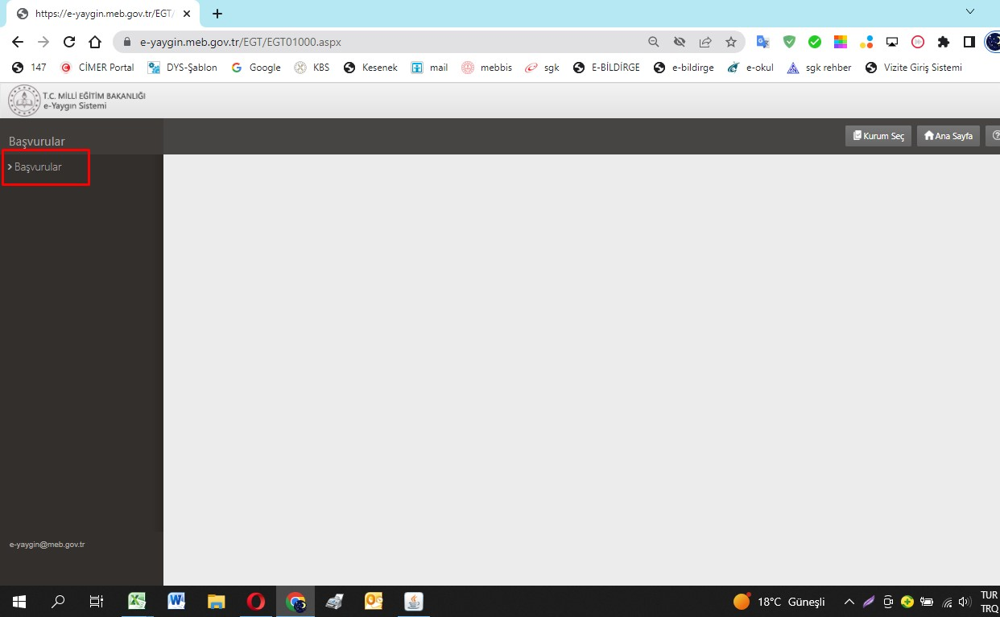 https://e-yaygin.meb.gov.tr/EGT/
e-yaygin.meb.gov.tr/EGT/EGT01000.aspx
147 CİMER Portal DYS-Şablon Google KBS Kesenek mail mebbis sgk E-BİLDİRGE e-bildirge e-okul sgk rehber Vizite Giriş Sistemi
T.C. MİLLİ EĞİTİM BAKANLIĞI
e-Yaygın Sistemi
Kurum Seç Ana Sayfa
Başvurular
Başvurular
e-yaygin@meb.gov.tr
18°C Güneşli
TUR
TRQ